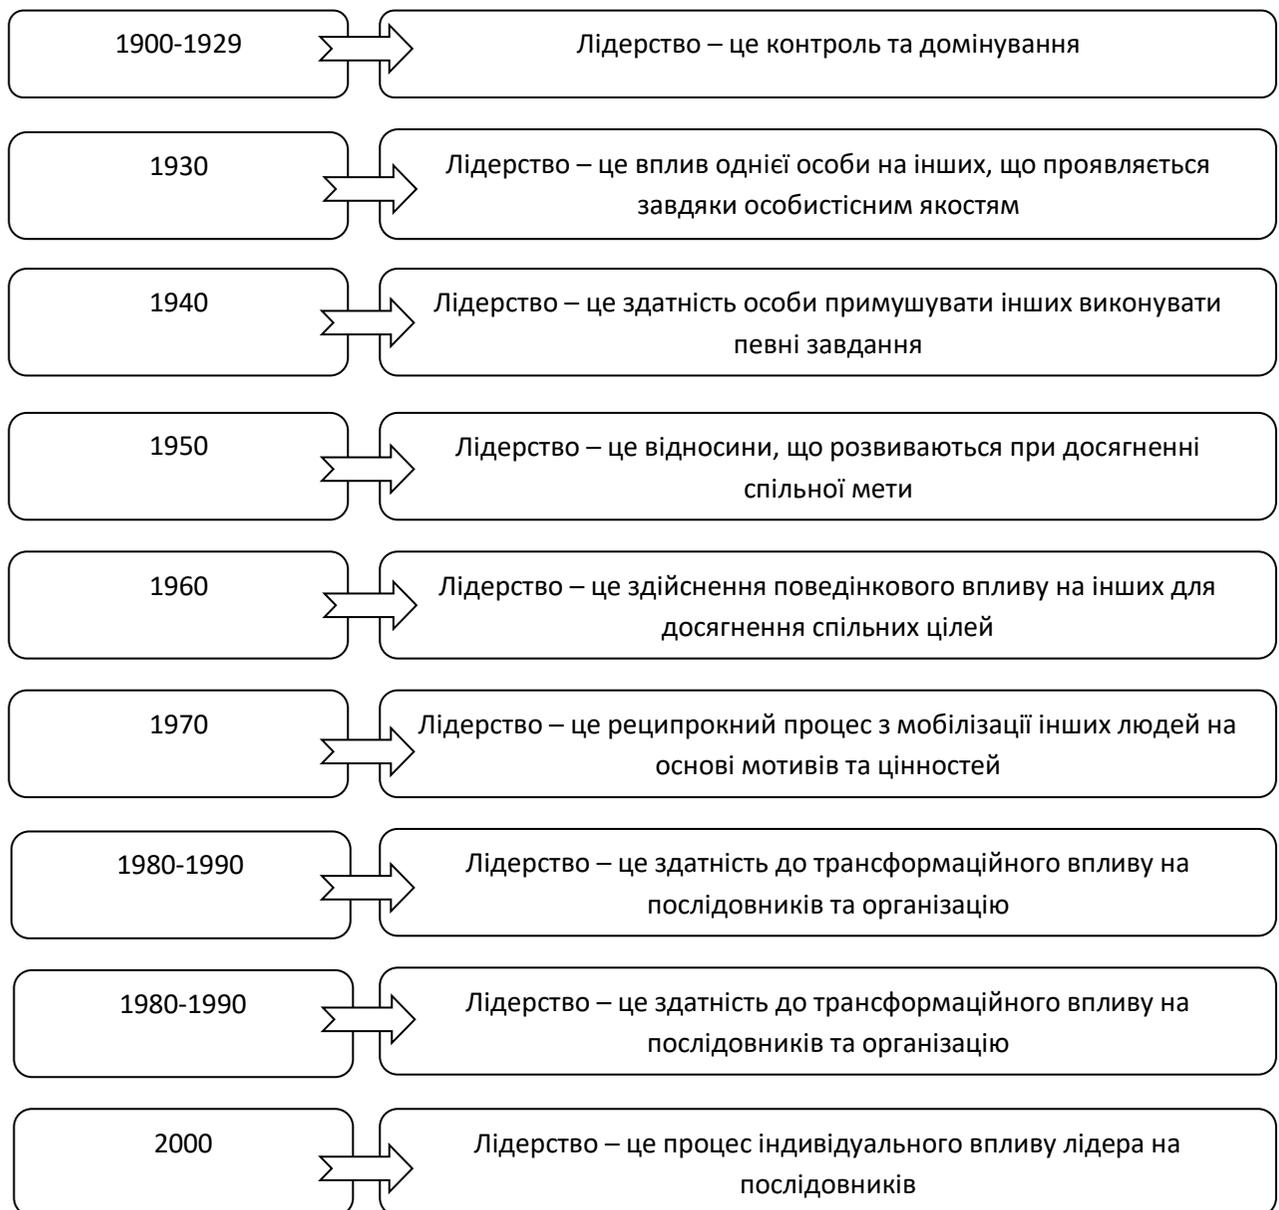 1900-1929
Лідерство – це контроль та домінування
1930
Лідерство – це вплив однієї особи на інших, що проявляється
завдяки особистісним якостям
1940
Лідерство – це здатність особи примушувати інших виконувати
певні завдання
1950
Лідерство – це відносини, що розвиваються при досягненні
спільної мети
1960
Лідерство – це здійснення поведінкового впливу на інших для
досягнення спільних цілей
1970
Лідерство – це реципрокний процес з мобілізації інших людей на
основі мотивів та цінностей
1980-1990
Лідерство – це здатність до трансформаційного впливу на
послідовників та організацію
1980-1990
Лідерство – це здатність до трансформаційного впливу на
послідовників та організацію
2000
Лідерство – це процес індивідуального впливу лідера на
послідовників